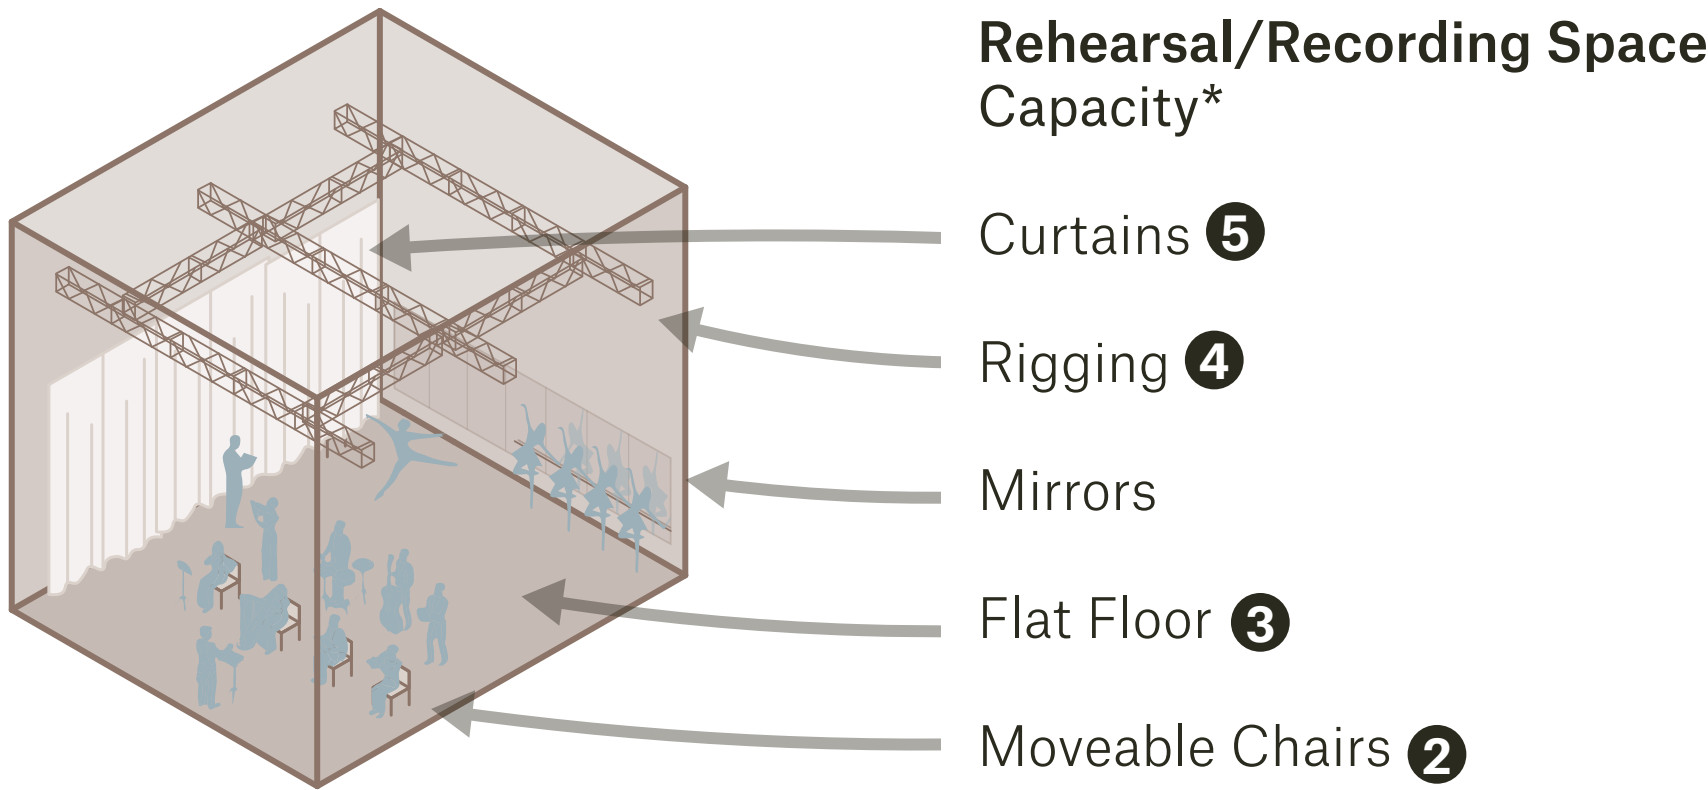 Rehearsal/Recording Space
Capacity*
Curtains 5
Rigging 4
Mirrors
Flat Floor 3
Moveable Chairs 2